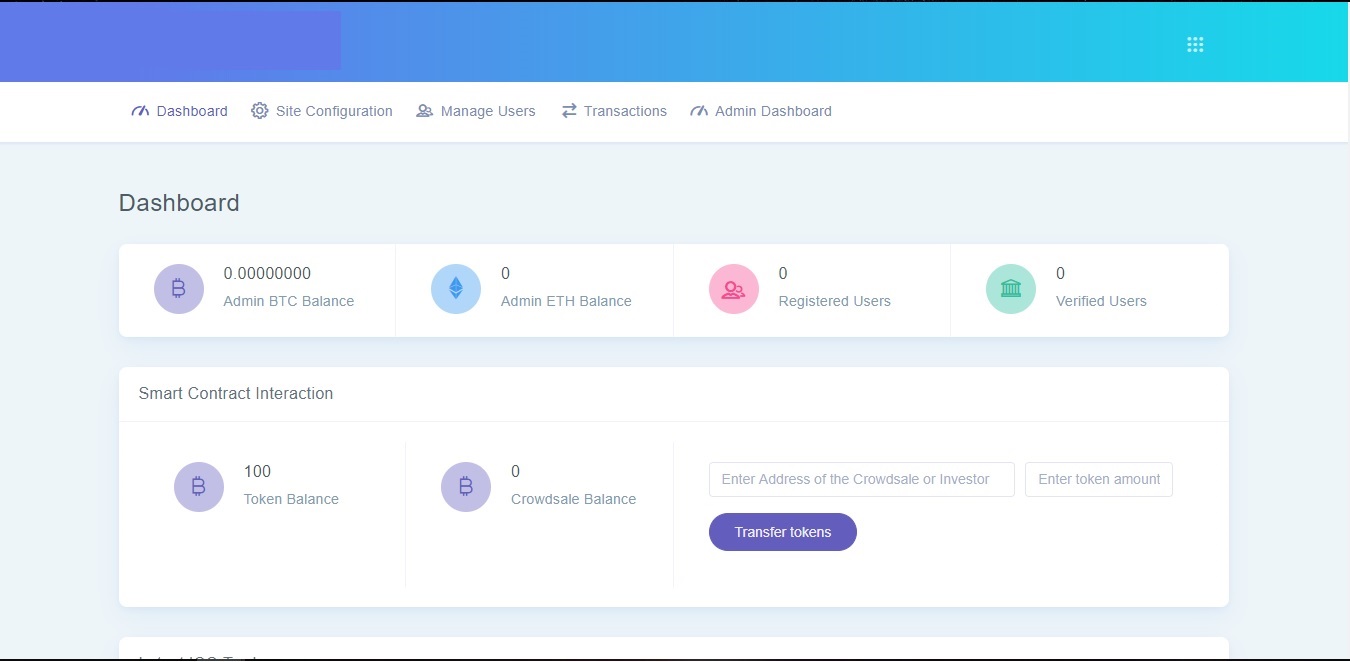 Dashboard Site Configuration Manage Users Transactions Admin Dashboard
Dashboard
0.00000000
Admin BTC Balance
0
Admin ETH Balance
0
Registered Users
0
Verified Users
Smart Contract Interaction
100
Token Balance
0
Crowdsale Balance
Enter Address of the Crowdsale or Investor
Enter token amount
Transfer tokens